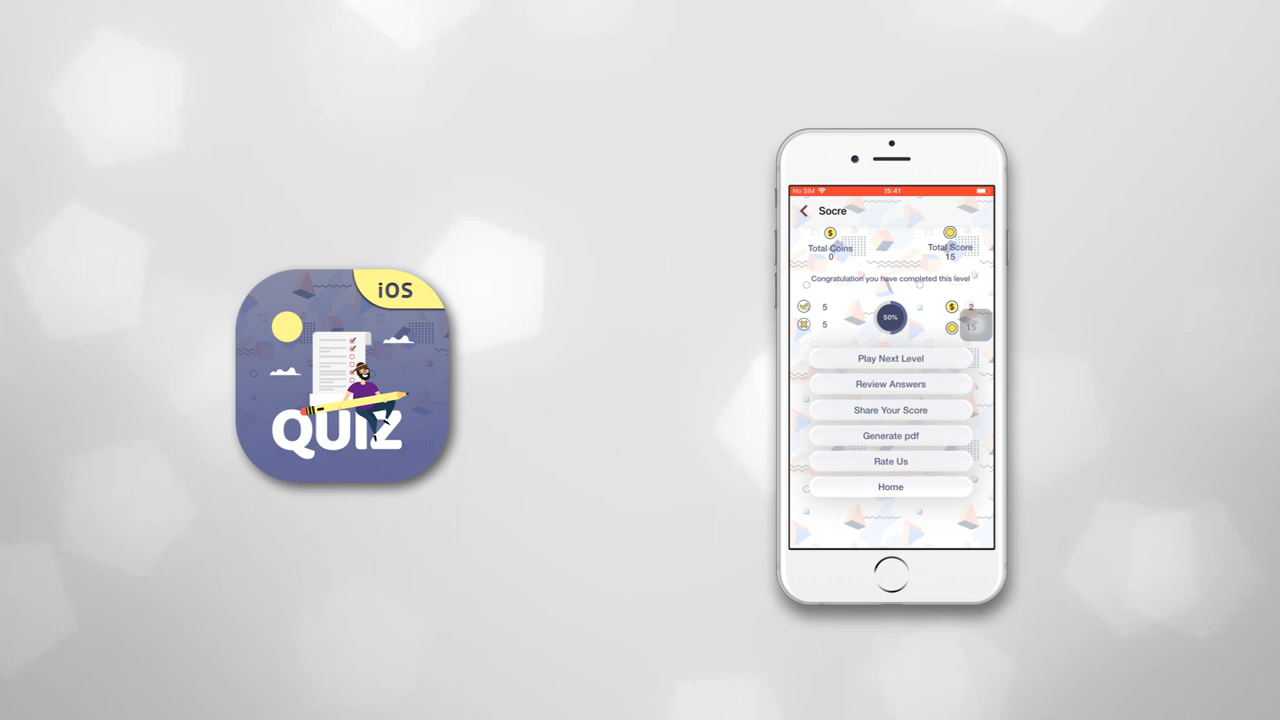 iOS
QUIZ
No SIM 15:41
Socre
Total Coins Total Score
0 15
Congratulation you have completed this level
5 50% 2
5 15
Play Next Level
Review Answers
Share Your Score
Generate pdf
Rate Us
Home